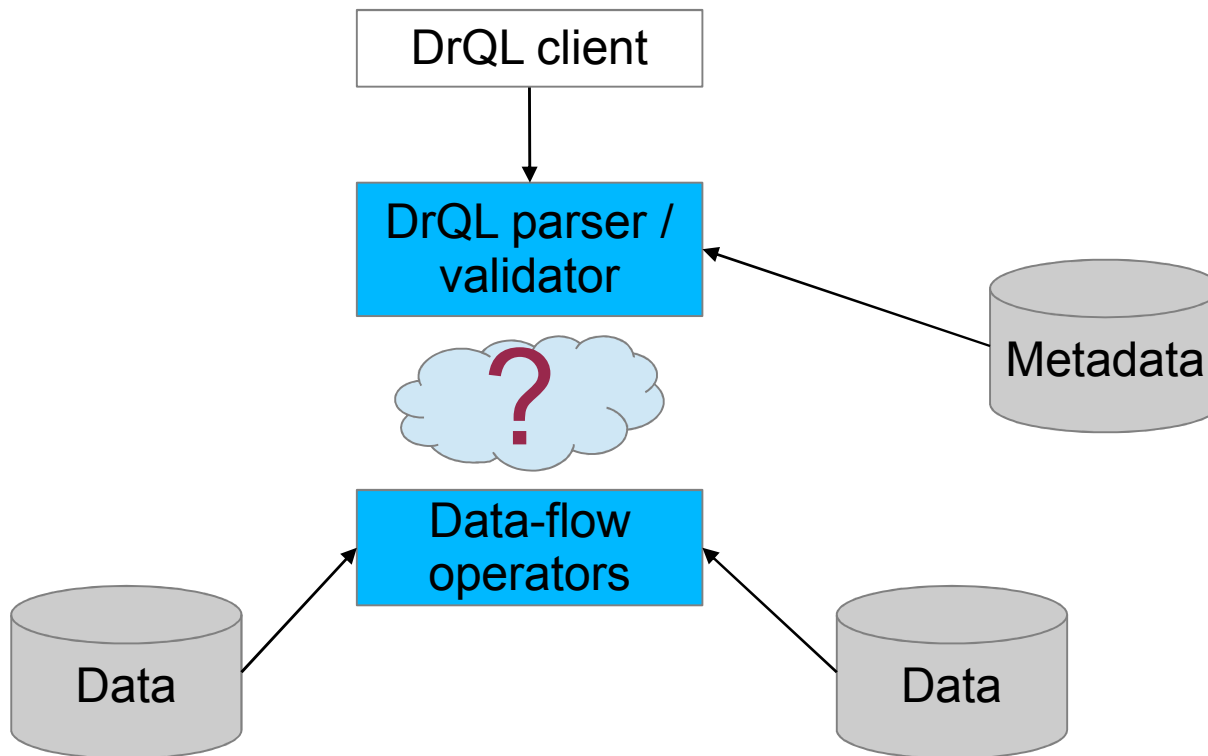 DrQL client
DrQL parser /
validator
Metadata
?
Data-flow
operators
Data
Data